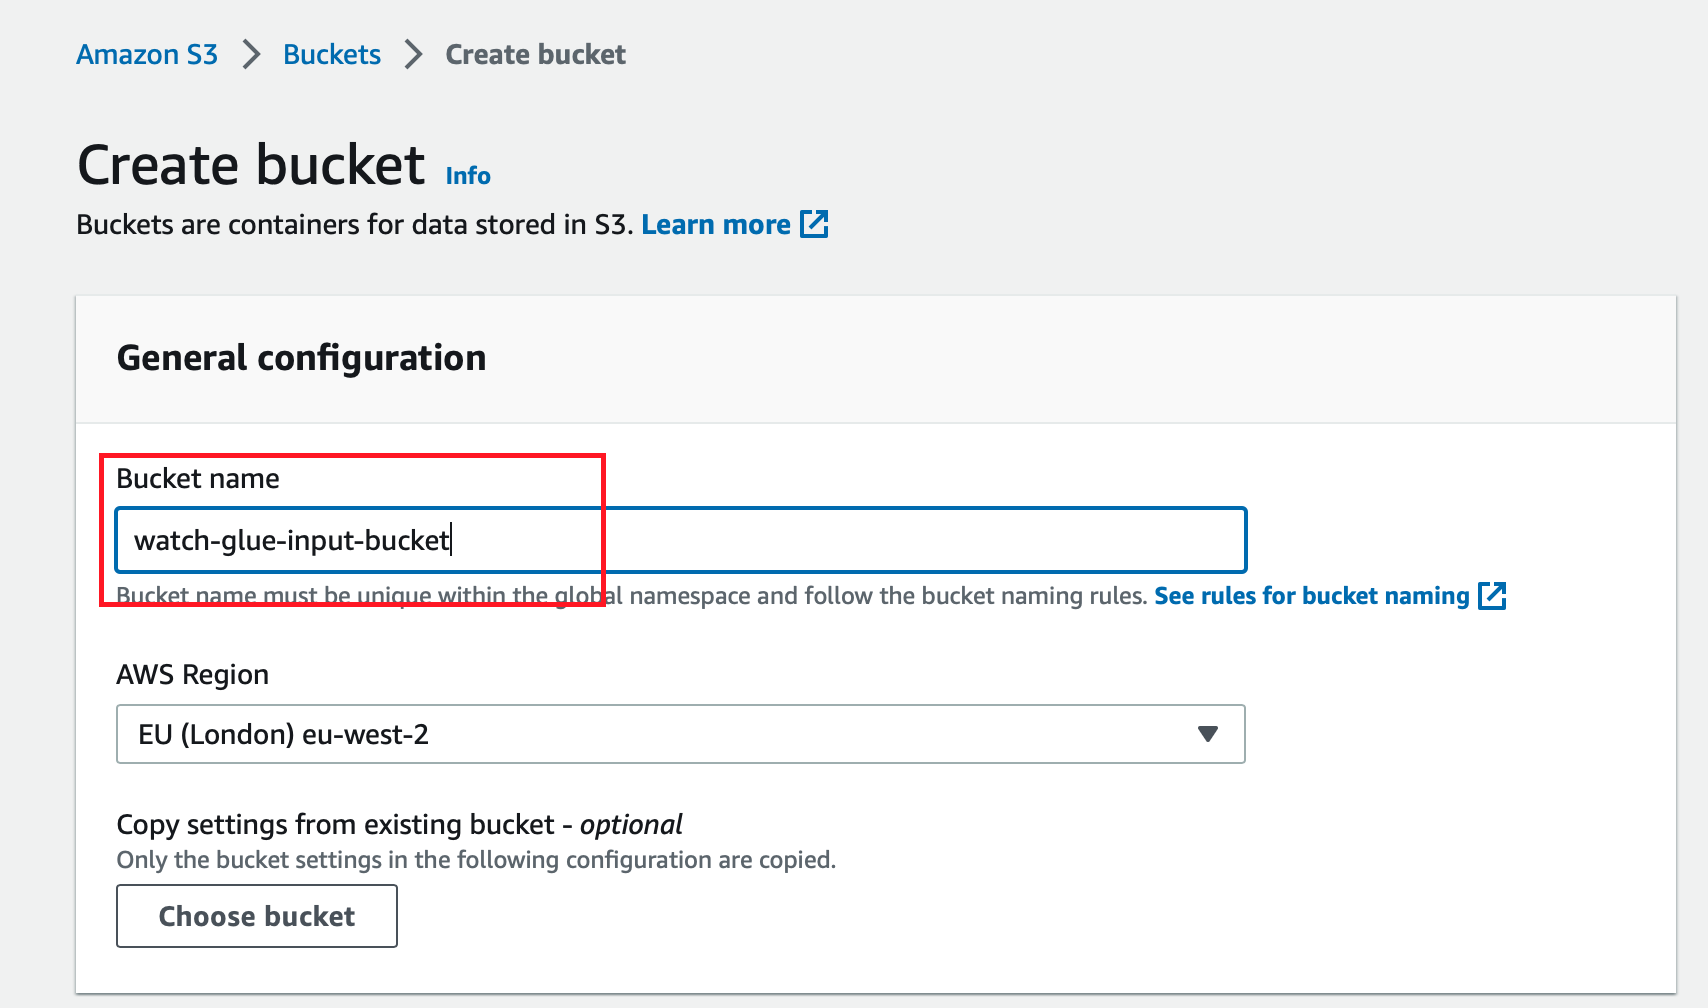 Amazon S3 > Buckets > Create bucket
Create bucket Info
Buckets are containers for data stored in S3. Learn more
General configuration
Bucket name
watch-glue-input-bucket
Bucket name must be unique within the global namespace and follow the bucket naming rules. See rules for bucket naming
AWS Region
EU (London) eu-west-2
Copy settings from existing bucket - optional
Only the bucket settings in the following configuration are copied.
Choose bucket